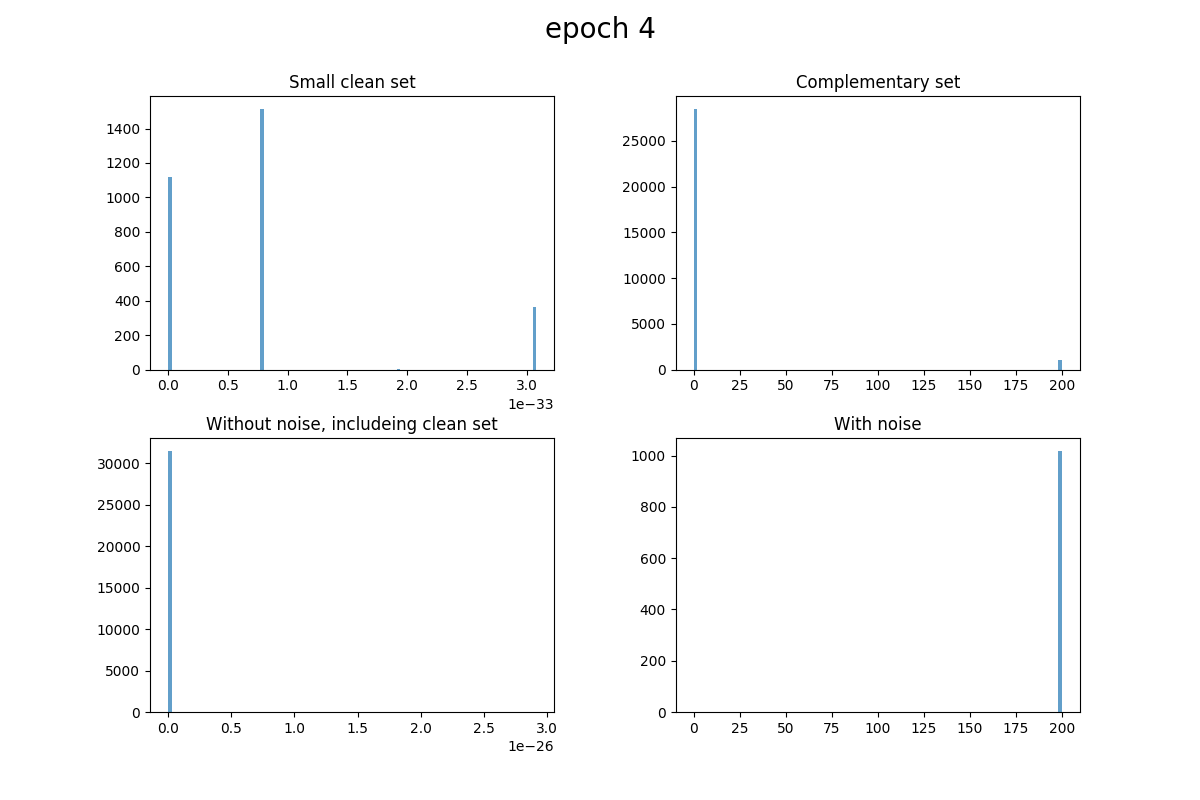 epoch 4
Small clean set
1400
1200
1000
800
600
400
200
0
0.0 0.5 1.0 1.5 2.0 2.5 3.0
1e−33
Complementary set
25000
20000
15000
10000
5000
0
0 25 50 75 100 125 150 175 200
Without noise, includeing clean set
30000
25000
20000
15000
10000
5000
0
0.0 0.5 1.0 1.5 2.0 2.5 3.0
1e−26
With noise
1000
800
600
400
200
0
0 25 50 75 100 125 150 175 200